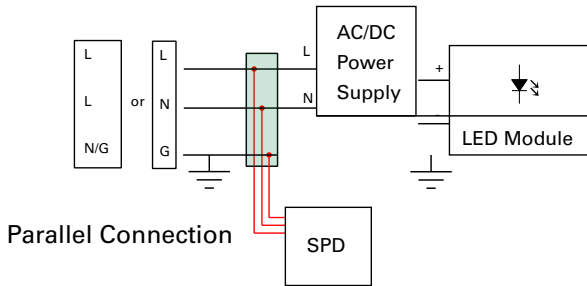 L
L
N/G
or
L
N
G
L
N
AC/DC
Power
Supply
+
-
LED Module
Parallel Connection
SPD